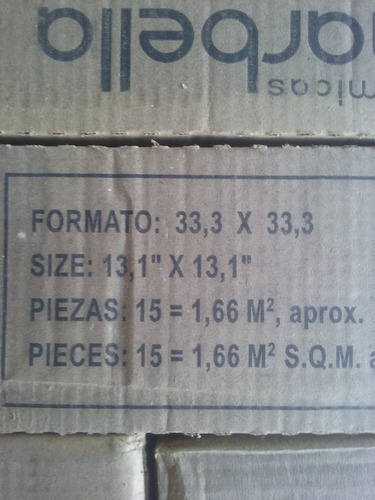 marbella
micas
FORMATO: 33,3 X 33,3
SIZE: 13,1" X 13,1"
PIEZAS: 15 = 1,66 M², aprox.
PIECES: 15 = 1,66 M² S.Q.M. a